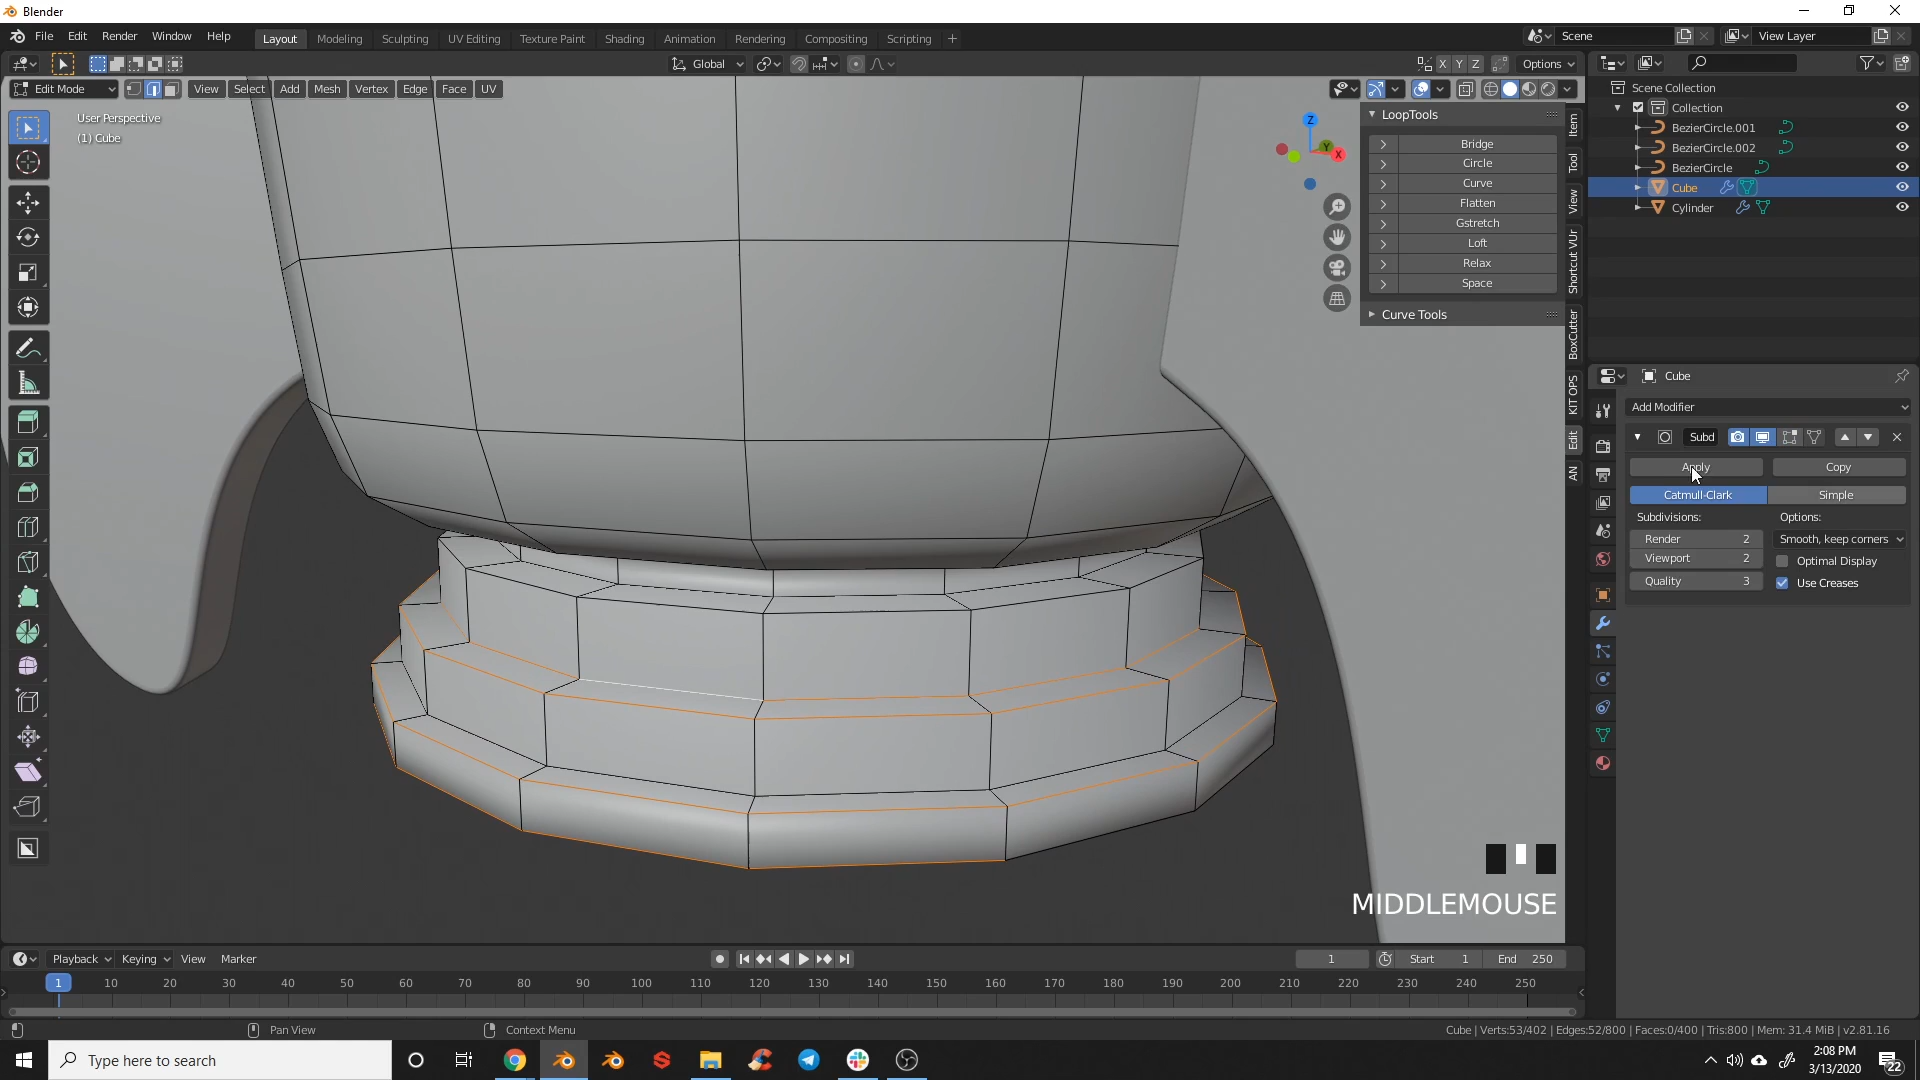 Blender
File Edit Render Window Help Layout Modeling Sculpting UV Editing Texture Paint Shading Animation Rendering Compositing Scripting + Scene View Layer
Global X Y Z Options
Edit Mode View Select Add Mesh Vertex Edge Face UV
User Perspective
(1) Cube
Z
Y
X
LoopTools
Bridge
Circle
Curve
Flatten
Gstretch
Loft
Relax
Space
Curve Tools
Item
Tool
View
Shortcut VUr
BoxCutter
KIT OPS
Edit
AN
Scene Collection
Collection
BezierCircle.001
BezierCircle.002
BezierCircle
Cube
Cylinder
Cube
Add Modifier
Subd
Apply Copy
Catmull-Clark Simple
Subdivisions: Options:
Render 2 Smooth, keep corners
Viewport 2 Optimal Display
Quality 3 Use Creases
MIDDLEMOUSE
Playback Keying View Marker 1 Start 1 End 250
1 10 20 30 40 50 60 70 80 90 100 110 120 130 140 150 160 170 180 190 200 210 220 230 240 250
Pan View Context Menu Cube | Verts:53/402 | Edges:52/800 | Faces:0/400 | Tris:800 | Mem: 31.4 MiB | v2.81.16
Type here to search
2:08 PM
3/13/2020
22